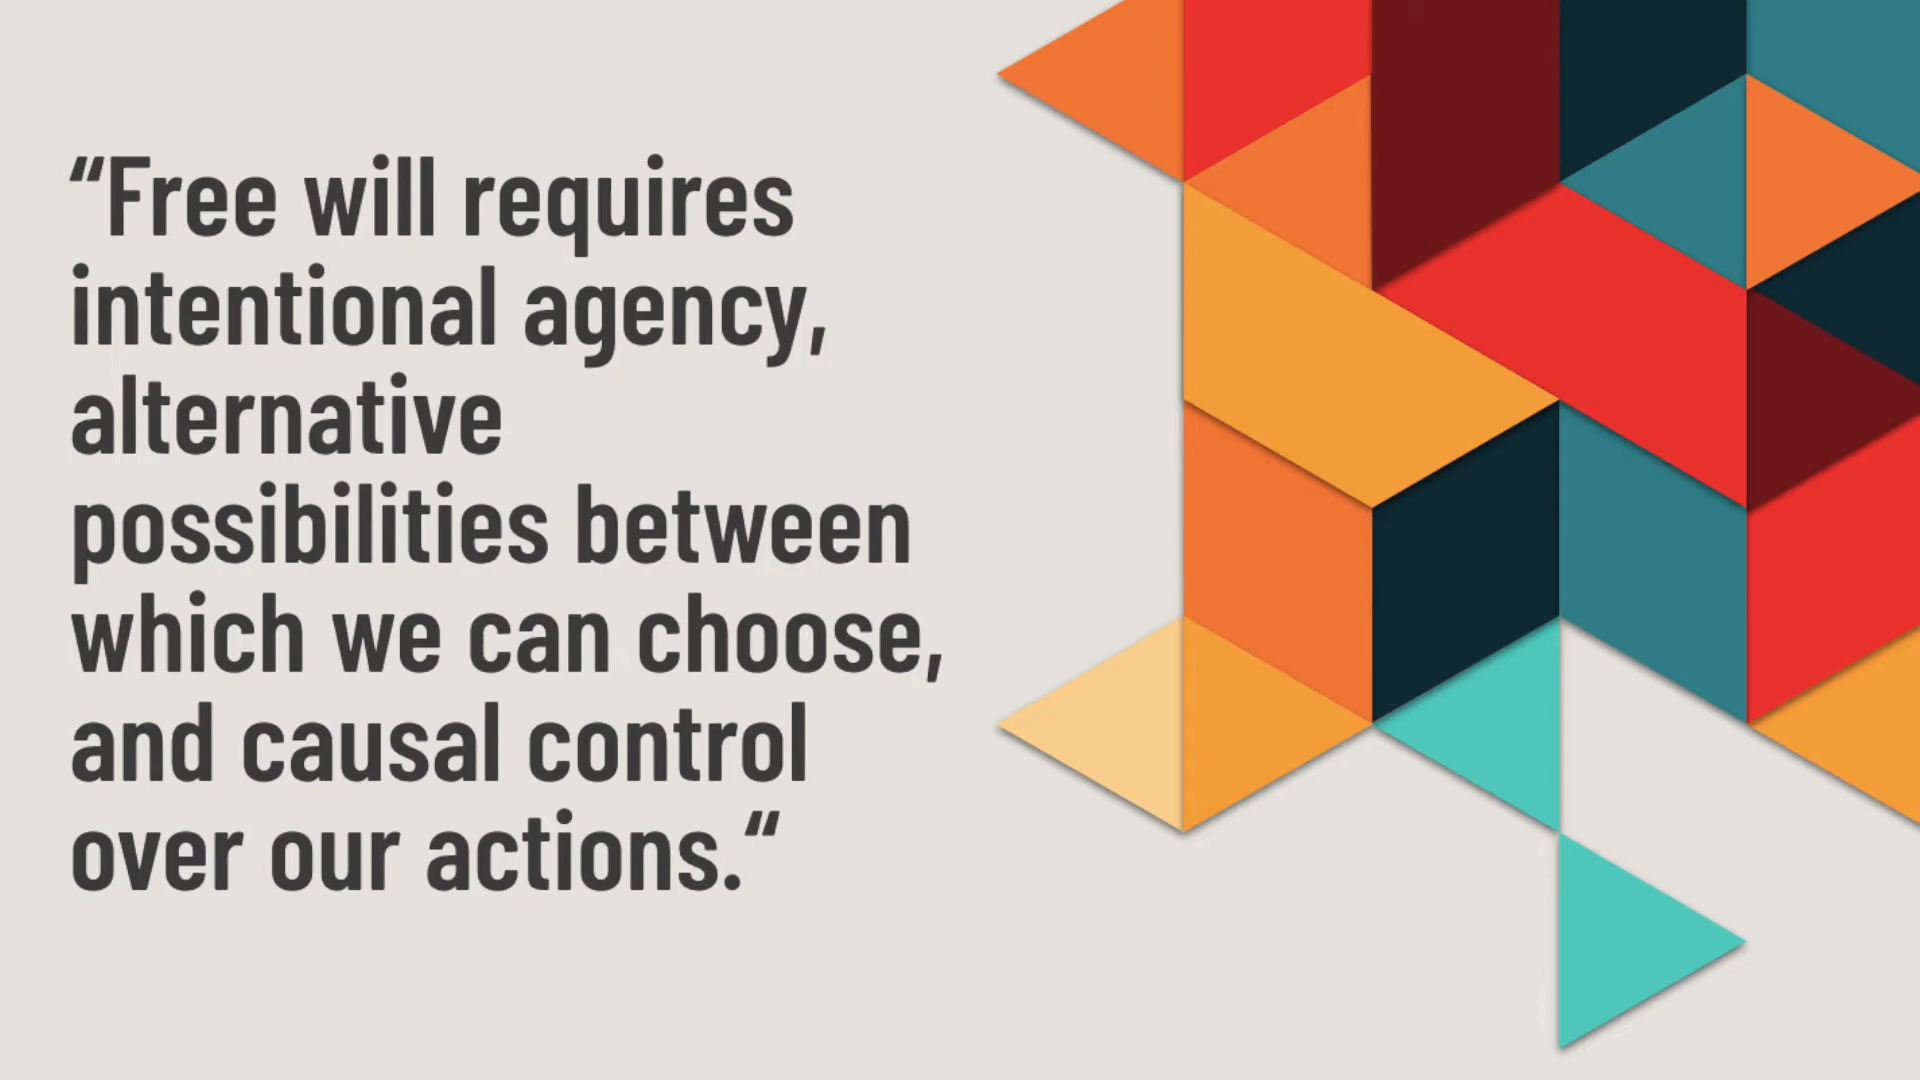 “Free will requires
intentional agency,
alternative
possibilities between
which we can choose,
and causal control
over our actions.“